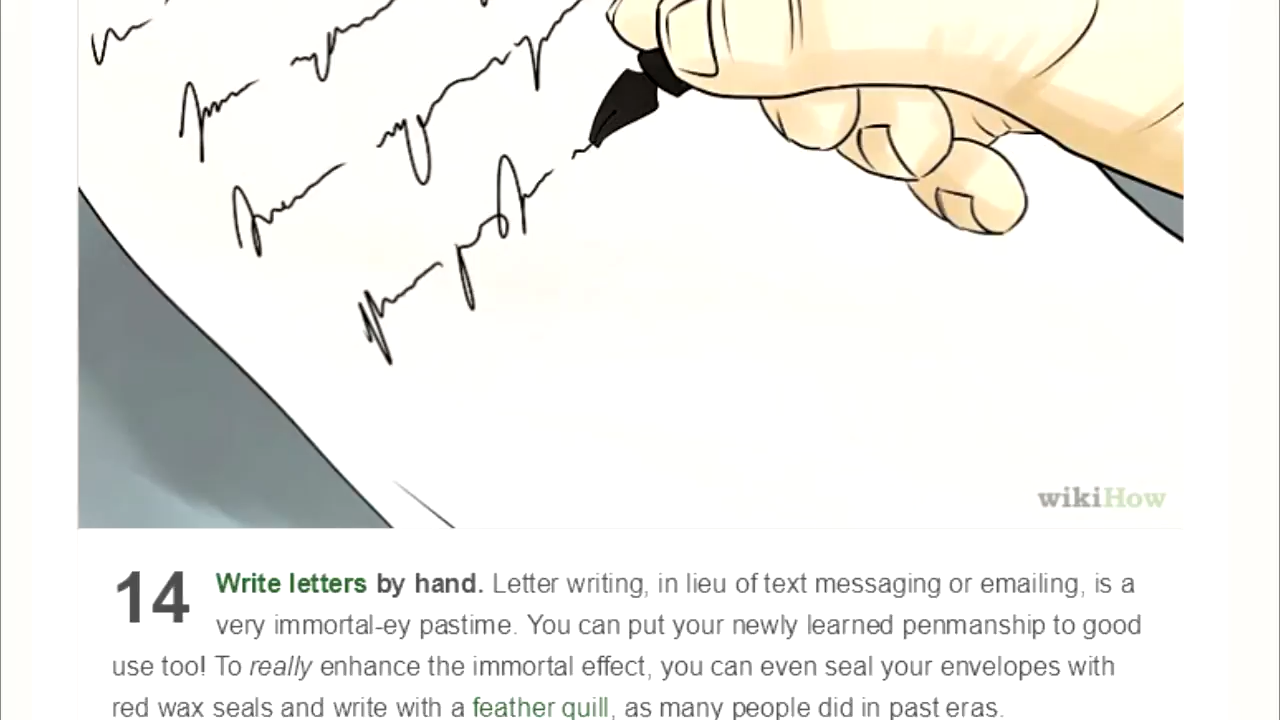 wikiHow
14
Write letters by hand. Letter writing, in lieu of text messaging or emailing, is a
very immortal-ey pastime. You can put your newly learned penmanship to good
use too! To really enhance the immortal effect, you can even seal your envelopes with
red wax seals and write with a feather quill, as many people did in past eras.